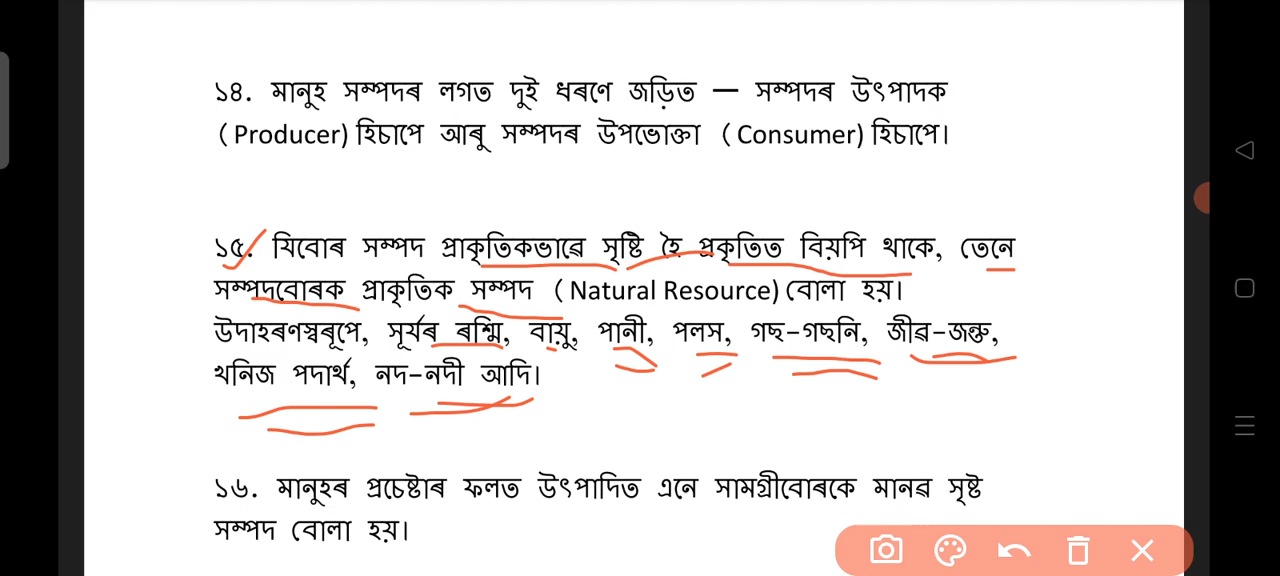 ১৪. মানুহ সম্পদৰ লগত দুই ধৰণে জড়িত — সম্পদৰ উৎপাদক
(Producer) হিচাপে আৰু সম্পদৰ উপভোক্তা (Consumer) হিচাপে।
১৫. যিবোৰ সম্পদ প্ৰাকৃতিকভাৱে সৃষ্টি হৈ প্ৰকৃতিত বিয়পি থাকে, তেনে
সম্পদবোৰক প্ৰাকৃতিক সম্পদ (Natural Resource) বোলা হয়।
উদাহৰণস্বৰূপে, সূৰ্যৰ ৰশ্মি, বায়ু, পানী, পলস, গছ-গছনি, জীৱ-জন্তু,
খনিজ পদাৰ্থ, নদ-নদী আদি।
১৬. মানুহৰ প্ৰচেষ্টাৰ ফলত উৎপাদিত এনে সামগ্ৰীবোৰকে মানৱ সৃষ্ট
সম্পদ বোলা হয়।